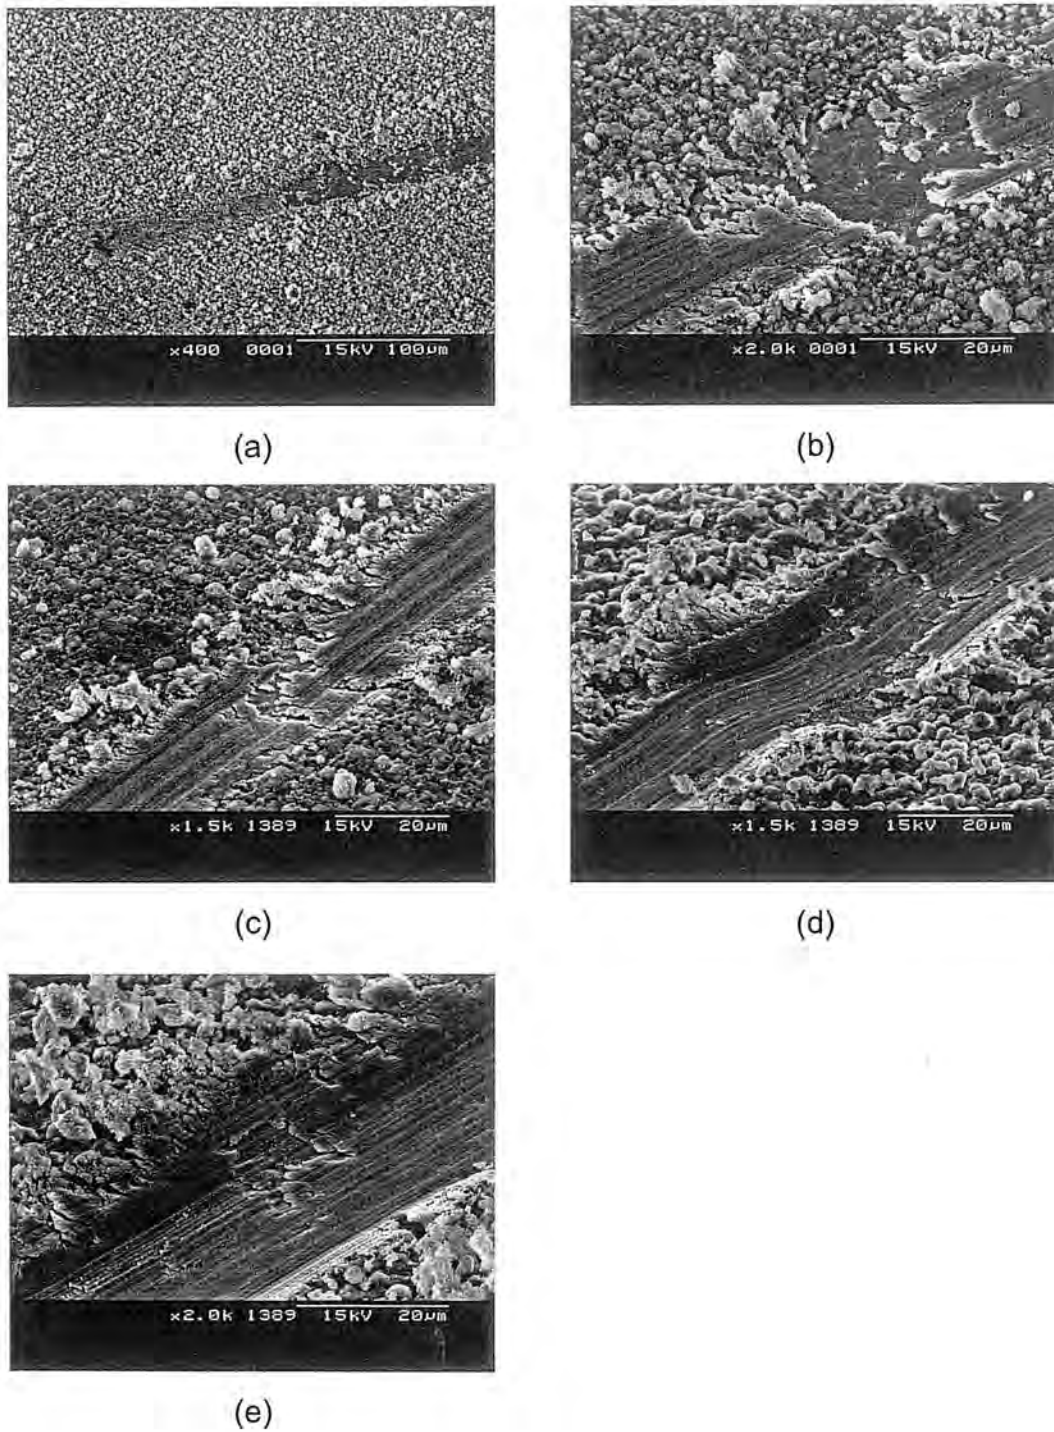 x400 0001 15kV 100µm
x2.0k 0001 15kV 20µm
(a)
(b)
x1.5k 1389 15kV 20µm
x1.5k 1389 15kV 20µm
(c)
(d)
x2.0k 1389 15kV 20µm
(e)